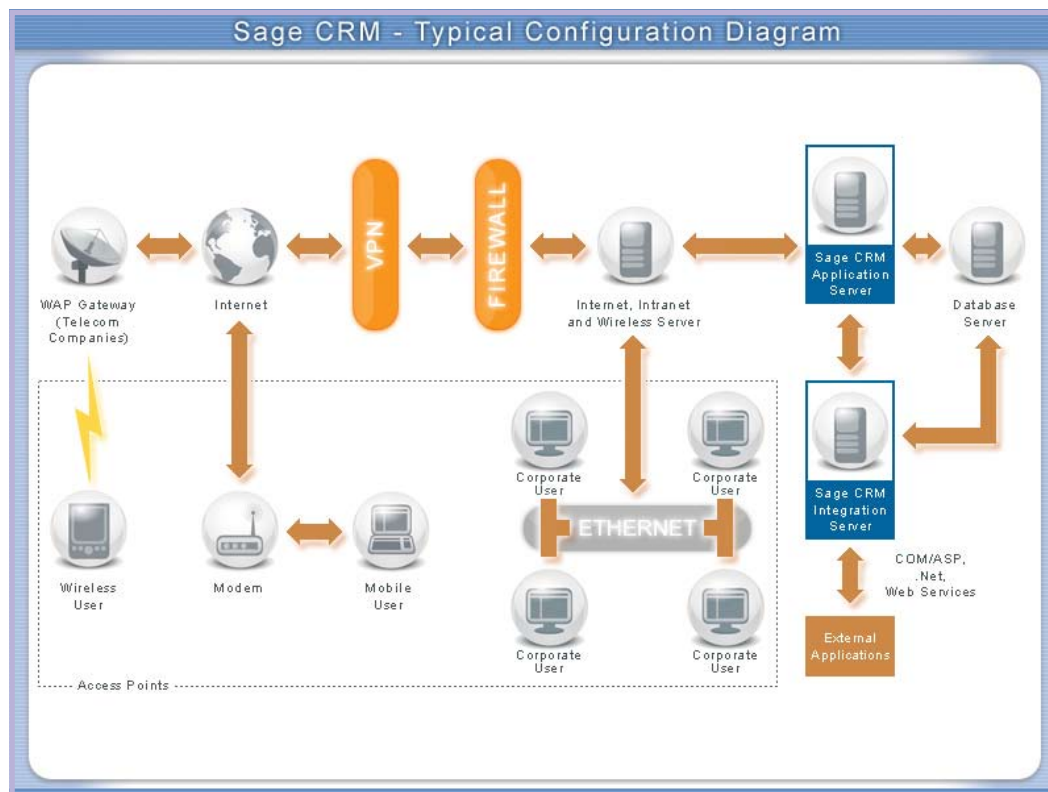 Sage CRM - Typical Configuration Diagram
VPN
FIREWALL
WAP Gateway
(Telecom
Companies)
Internet
Internet, Intranet
and Wireless Server
Sage CRM
Application
Server
Database
Server
Corporate
User
Corporate
User
ETHERNET
Sage CRM
Integration
Server
Wireless
User
Modem
Mobile
User
COM/ASP,
.Net,
Web Services
Corporate
User
Corporate
User
External
Applications
Access Points